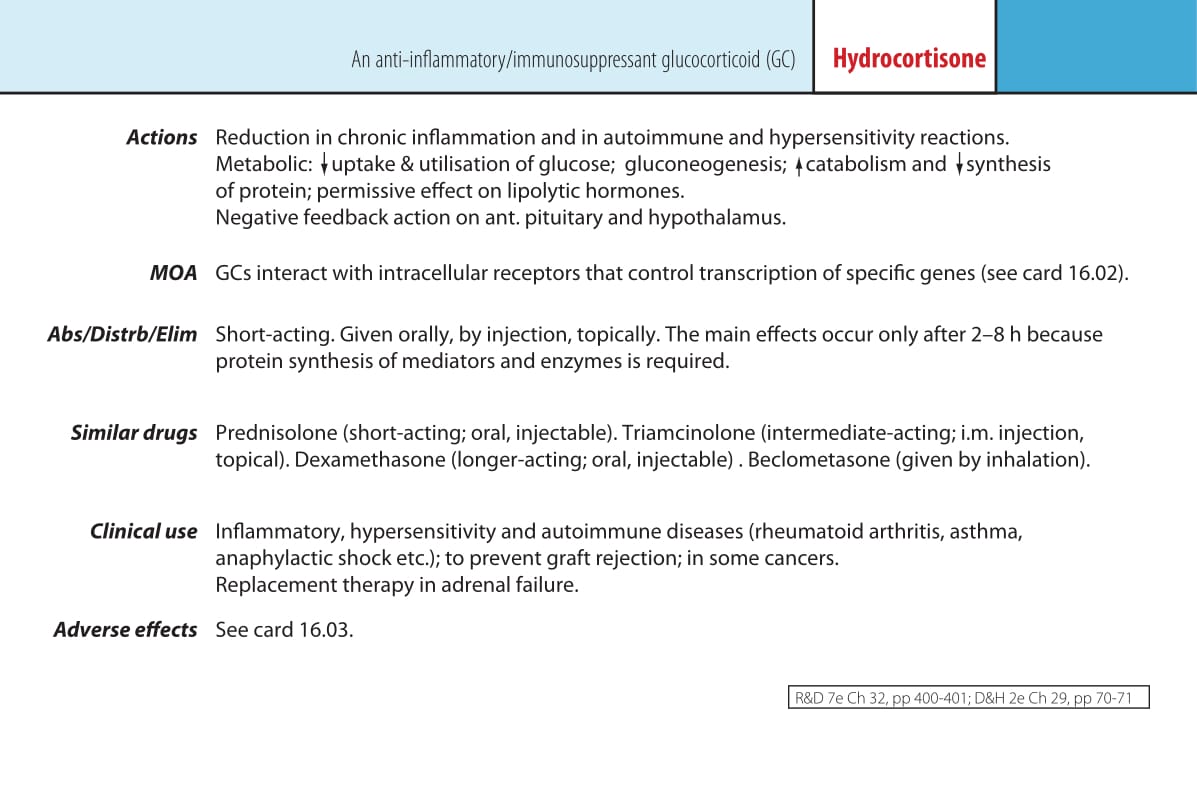 An anti-inflammatory/immunosuppressant glucocorticoid (GC) Hydrocortisone
Actions Reduction in chronic inflammation and in autoimmune and hypersensitivity reactions.
Metabolic: ↓uptake & utilisation of glucose; gluconeogenesis; ↑catabolism and ↓synthesis
of protein; permissive effect on lipolytic hormones.
Negative feedback action on ant. pituitary and hypothalamus.
MOA GCs interact with intracellular receptors that control transcription of specific genes (see card 16.02).
Abs/Distrb/Elim Short-acting. Given orally, by injection, topically. The main effects occur only after 2–8 h because
protein synthesis of mediators and enzymes is required.
Similar drugs Prednisolone (short-acting; oral, injectable). Triamcinolone (intermediate-acting; i.m. injection,
topical). Dexamethasone (longer-acting; oral, injectable) . Beclometasone (given by inhalation).
Clinical use Inflammatory, hypersensitivity and autoimmune diseases (rheumatoid arthritis, asthma,
anaphylactic shock etc.); to prevent graft rejection; in some cancers.
Replacement therapy in adrenal failure.
Adverse effects See card 16.03.
R&D 7e Ch 32, pp 400-401; D&H 2e Ch 29, pp 70-71